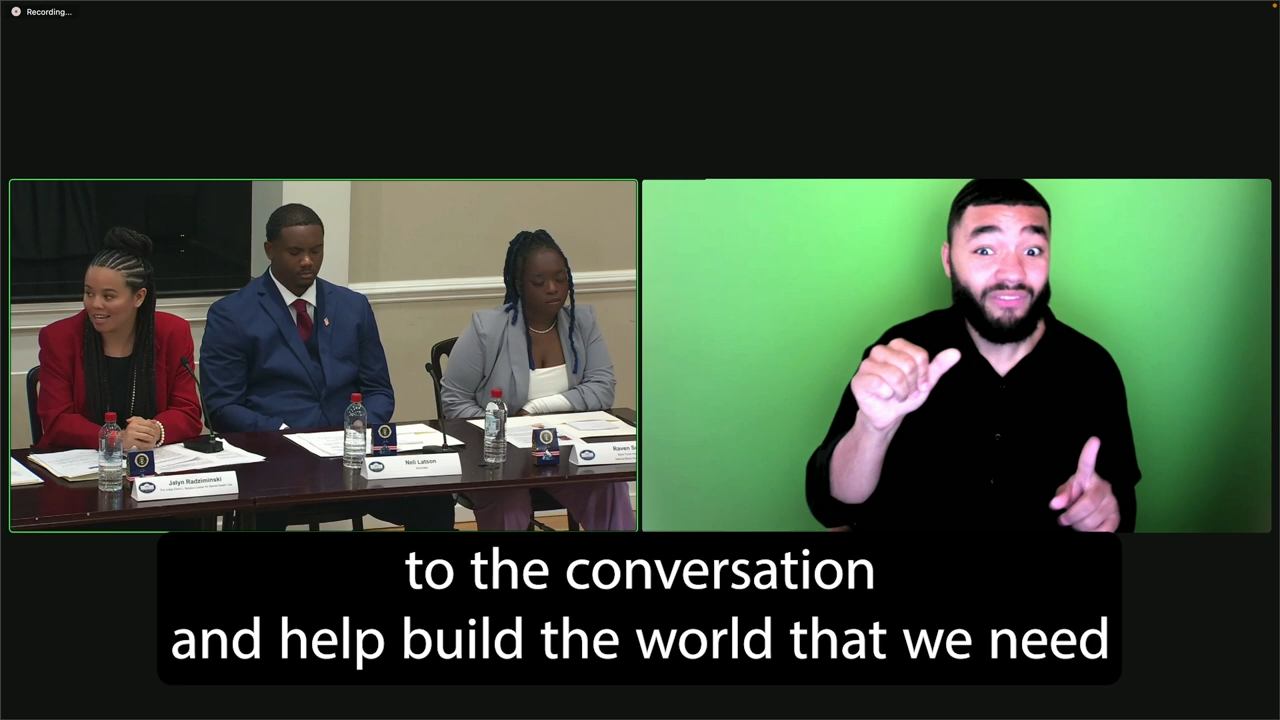 Recording...
Jalyn Radziminski
Neli Latson
Raven S
to the conversation
and help build the world that we need